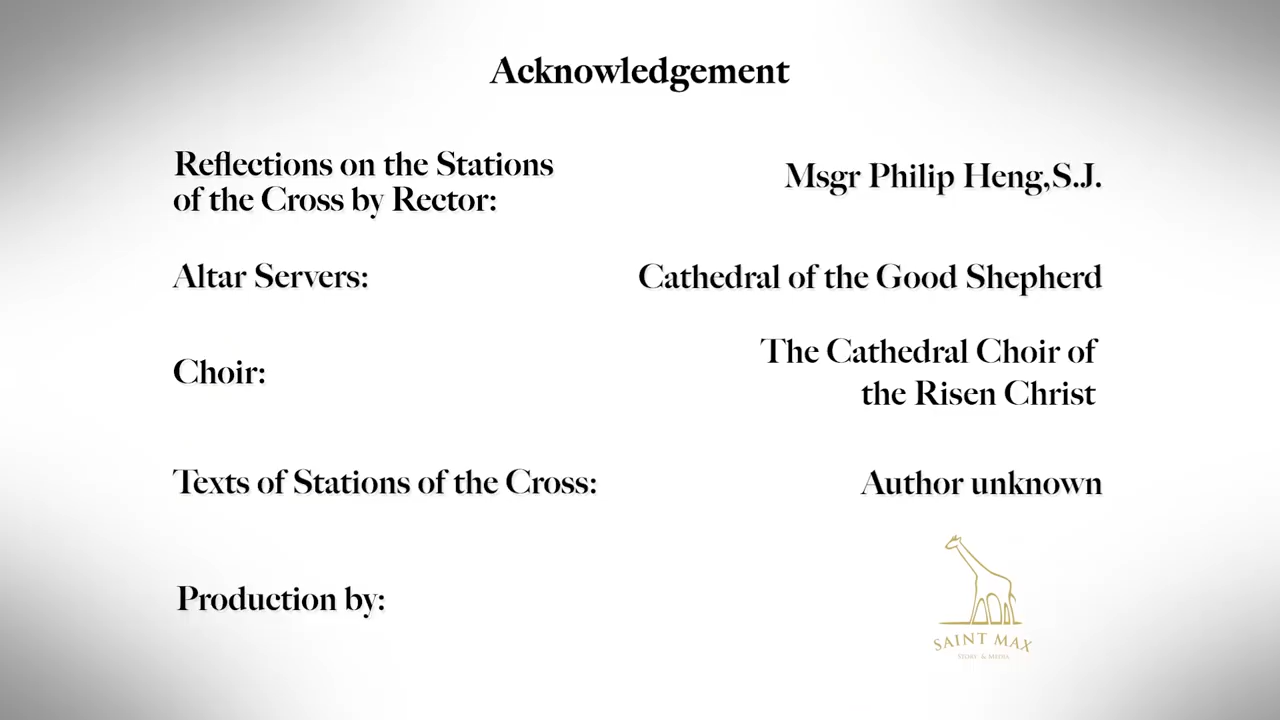 Acknowledgement
Reflections on the Stations
of the Cross by Rector:
Msgr Philip Heng,S.J.
Altar Servers:
Cathedral of the Good Shepherd
Choir:
The Cathedral Choir of
the Risen Christ
Texts of Stations of the Cross:
Author unknown
Production by:
SAINT MAX
STORY & MEDIA